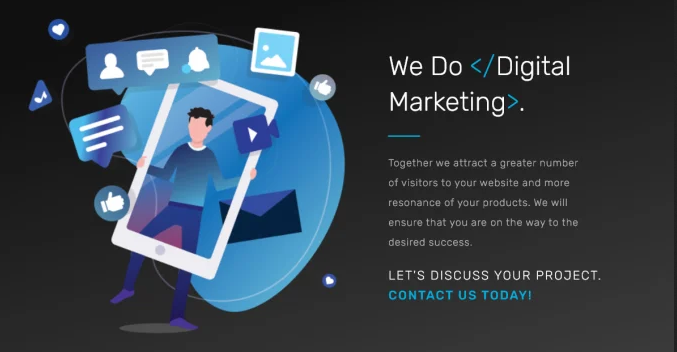 We Do </Digital
Marketing>.
Together we attract a greater number
of visitors to your website and more
resonance of your products. We will
ensure that you are on the way to the
desired success.
LET'S DISCUSS YOUR PROJECT.
CONTACT US TODAY!